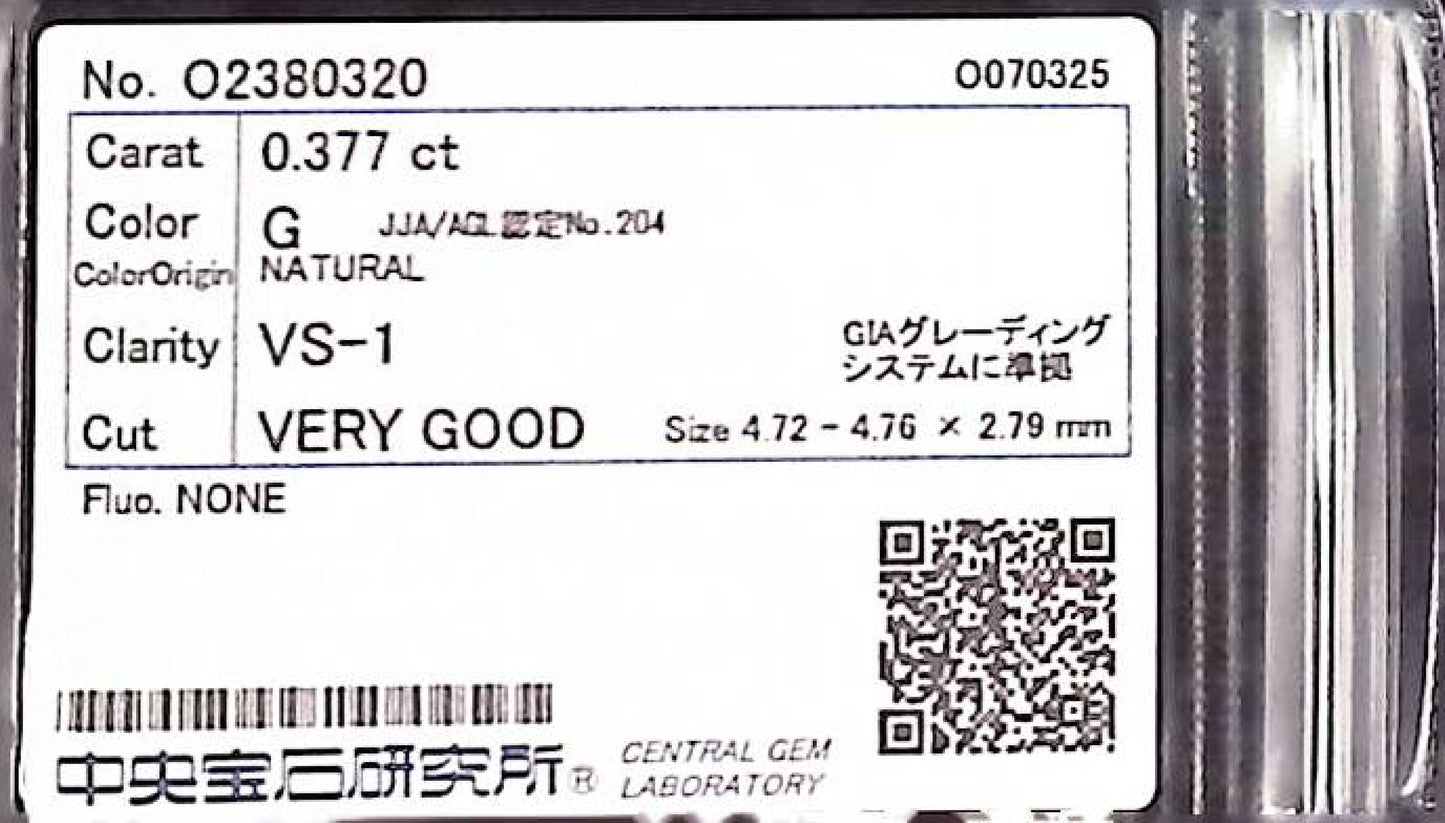 No. O2380320 O070325
Carat 0.377 ct
Color G JJA/AGL認定No.204
ColorOrigin NATURAL
Clarity VS-1 GIAグレーディング
システムに準拠
Cut VERY GOOD Size 4.72 - 4.76 × 2.79 mm
Fluo. NONE
中央宝石研究所® CENTRAL GEM
LABORATORY